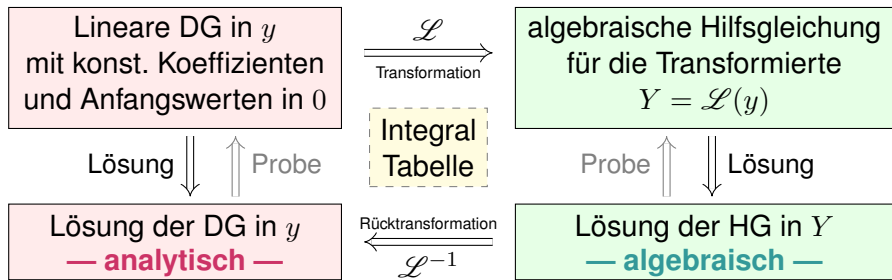 Lineare DG in y
mit konst. Koeffizienten
und Anfangswerten in 0
ℒ
Transformation
algebraische Hilfsgleichung
für die Transformierte
Y = ℒ(y)
Integral
Tabelle
Lösung
Probe
Probe
Lösung
Lösung der DG in y
— analytisch —
Rücktransformation
ℒ⁻¹
Lösung der HG in Y
— algebraisch —